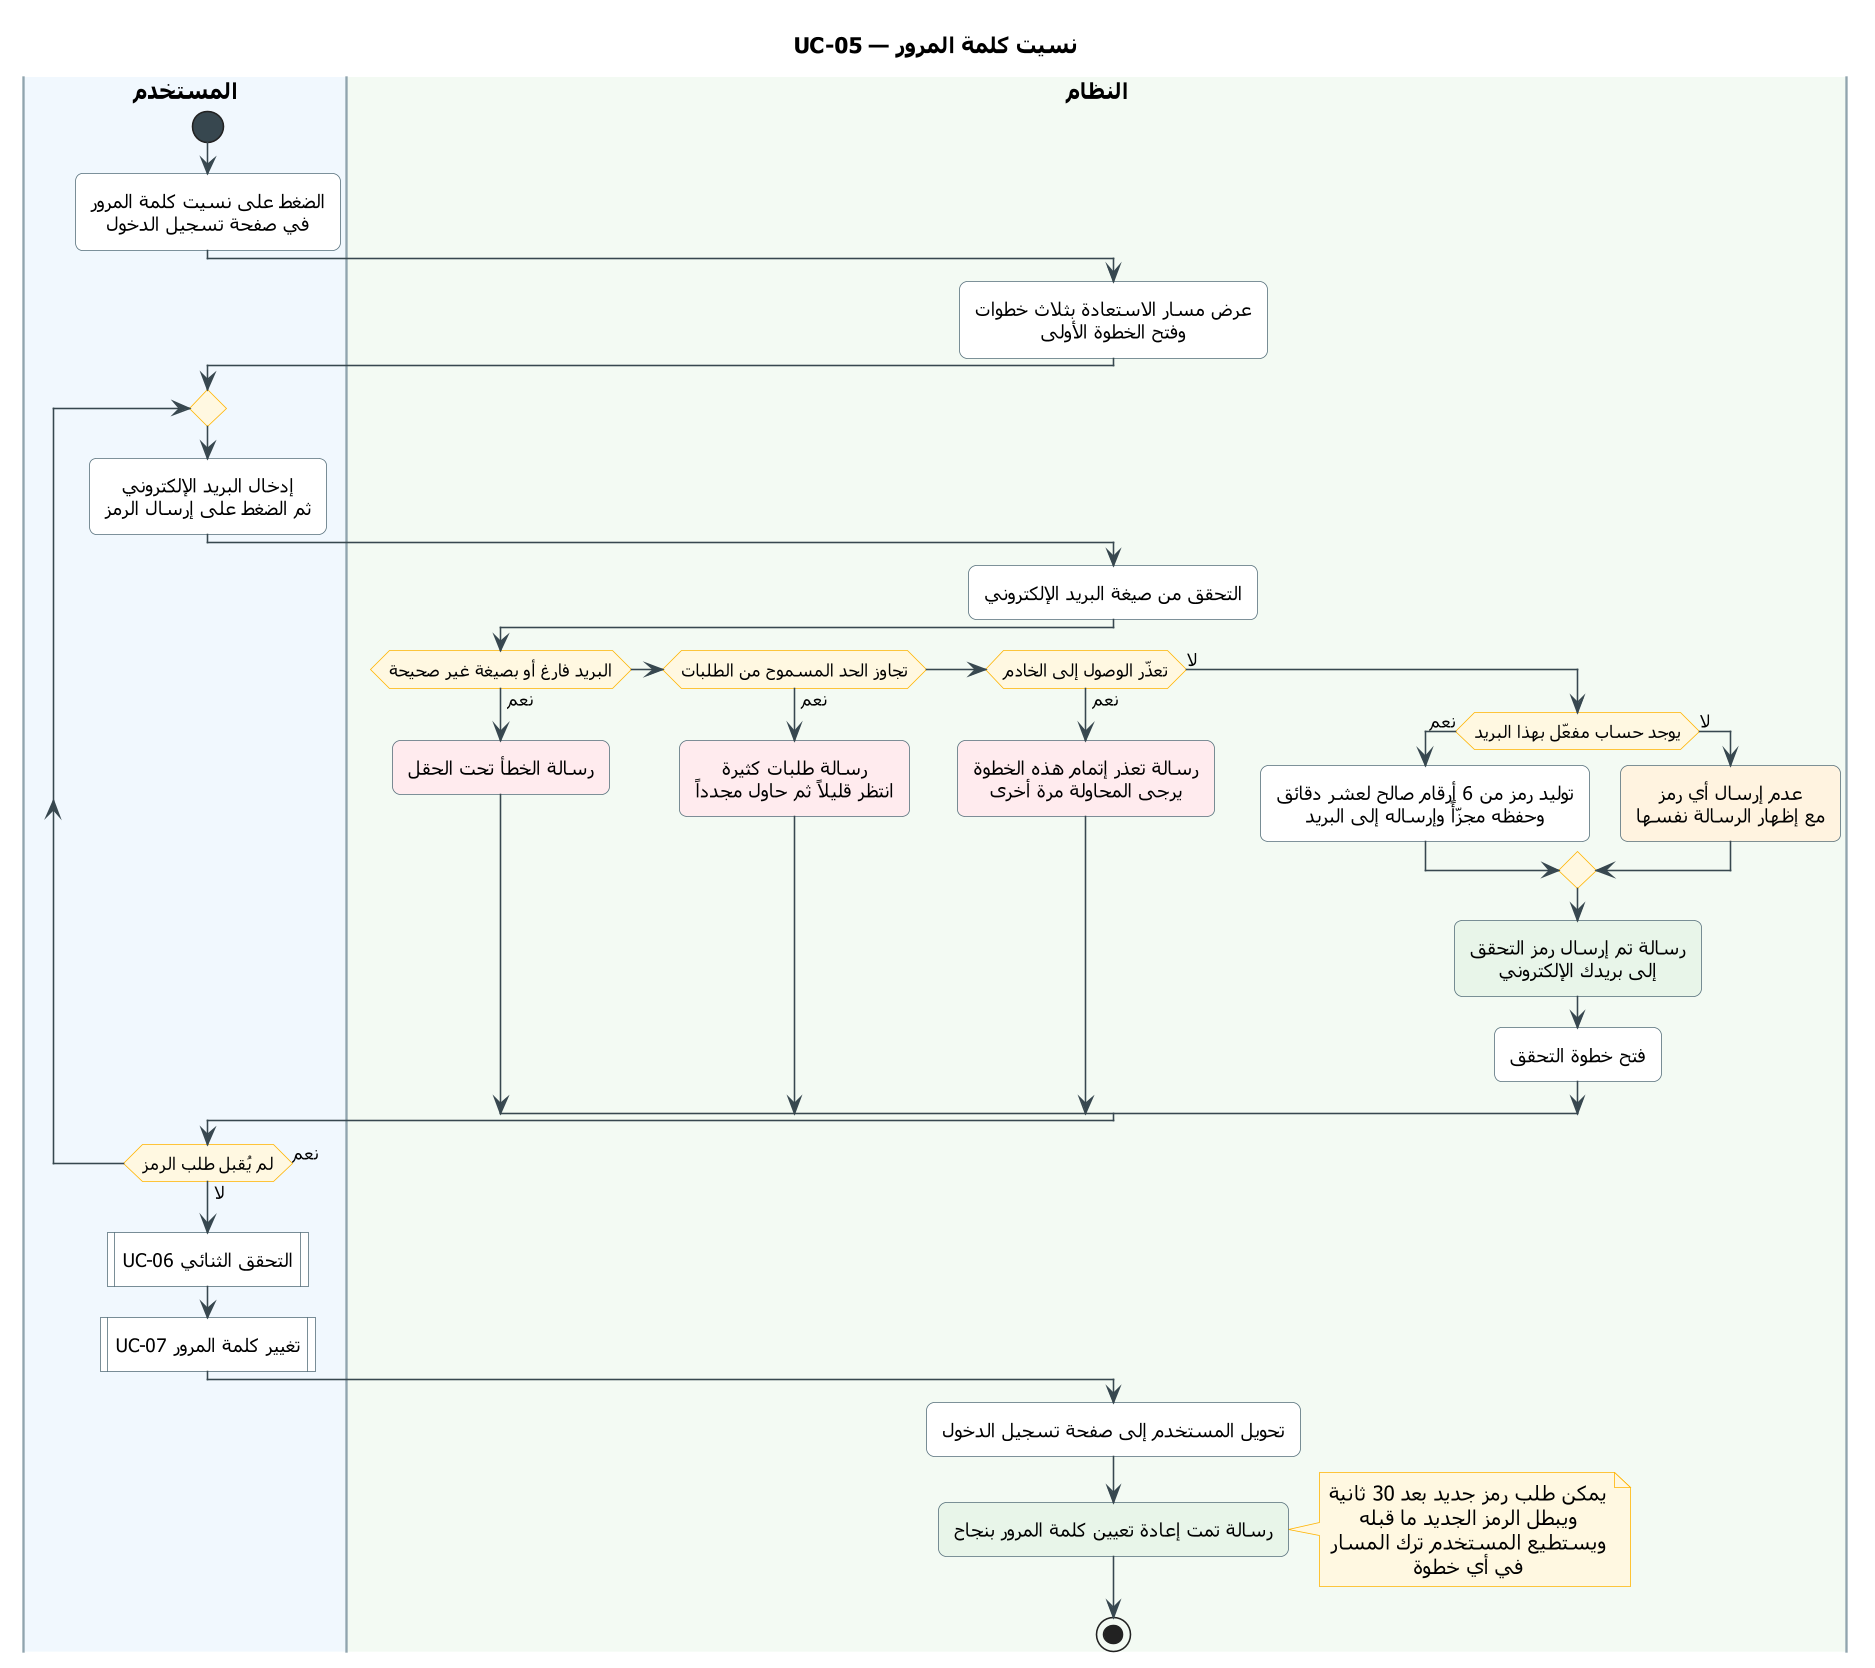 UC-05 — نسيت كلمة المرور
المستخدم
النظام
الضغط على نسيت كلمة المرور
في صفحة تسجيل الدخول
عرض مسار الاستعادة بثلاث خطوات
وفتح الخطوة الأولى
إدخال البريد الإلكتروني
ثم الضغط على إرسال الرمز
التحقق من صيغة البريد الإلكتروني
البريد فارغ أو بصيغة غير صحيحة
نعم
رسالة الخطأ تحت الحقل
تجاوز الحد المسموح من الطلبات
نعم
رسالة طلبات كثيرة
انتظر قليلاً ثم حاول مجدداً
تعذّر الوصول إلى الخادم
لا
نعم
رسالة تعذر إتمام هذه الخطوة
يرجى المحاولة مرة أخرى
يوجد حساب مفعّل بهذا البريد
نعم
لا
توليد رمز من 6 أرقام صالح لعشر دقائق
وحفظه مجزّأً وإرساله إلى البريد
عدم إرسال أي رمز
مع إظهار الرسالة نفسها
رسالة تم إرسال رمز التحقق
إلى بريدك الإلكتروني
فتح خطوة التحقق
لم يُقبل طلب الرمز
نعم
لا
UC-06 التحقق الثنائي
UC-07 تغيير كلمة المرور
تحويل المستخدم إلى صفحة تسجيل الدخول
رسالة تمت إعادة تعيين كلمة المرور بنجاح
يمكن طلب رمز جديد بعد 30 ثانية
ويبطل الرمز الجديد ما قبله
ويستطيع المستخدم ترك المسار
في أي خطوة